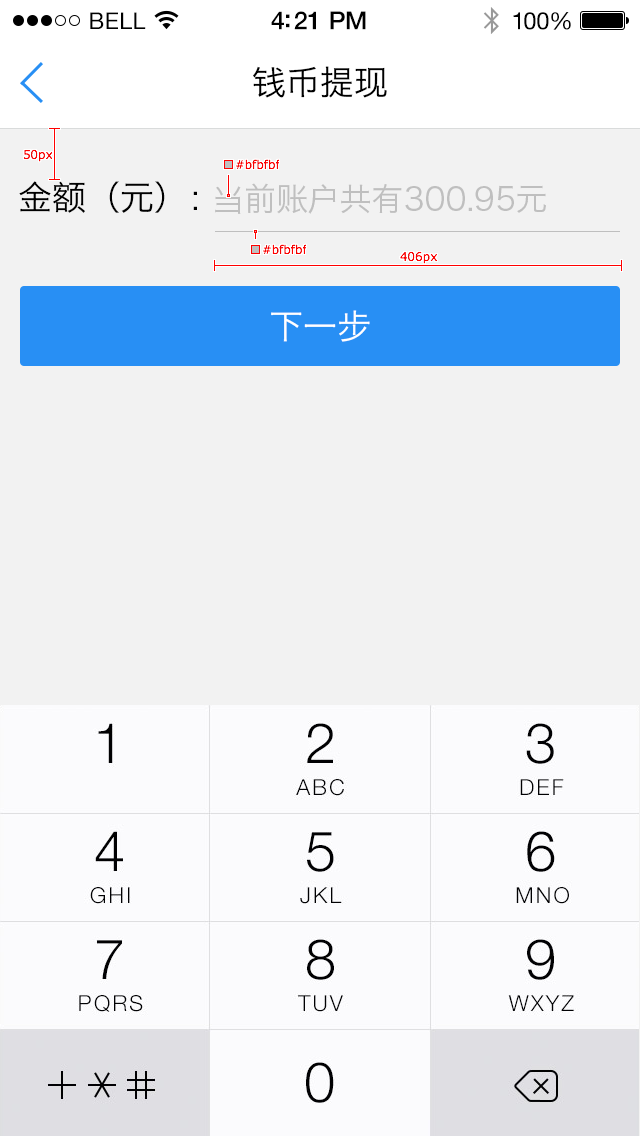 BELL 4:21 PM 100%
钱币提现
50px
#bfbfbf
金额（元）: 当前账户共有300.95元
#bfbfbf
406px
下一步
1
2
3
ABC
DEF
4
5
6
GHI
JKL
MNO
7
8
9
PQRS
TUV
WXYZ
+*#
0